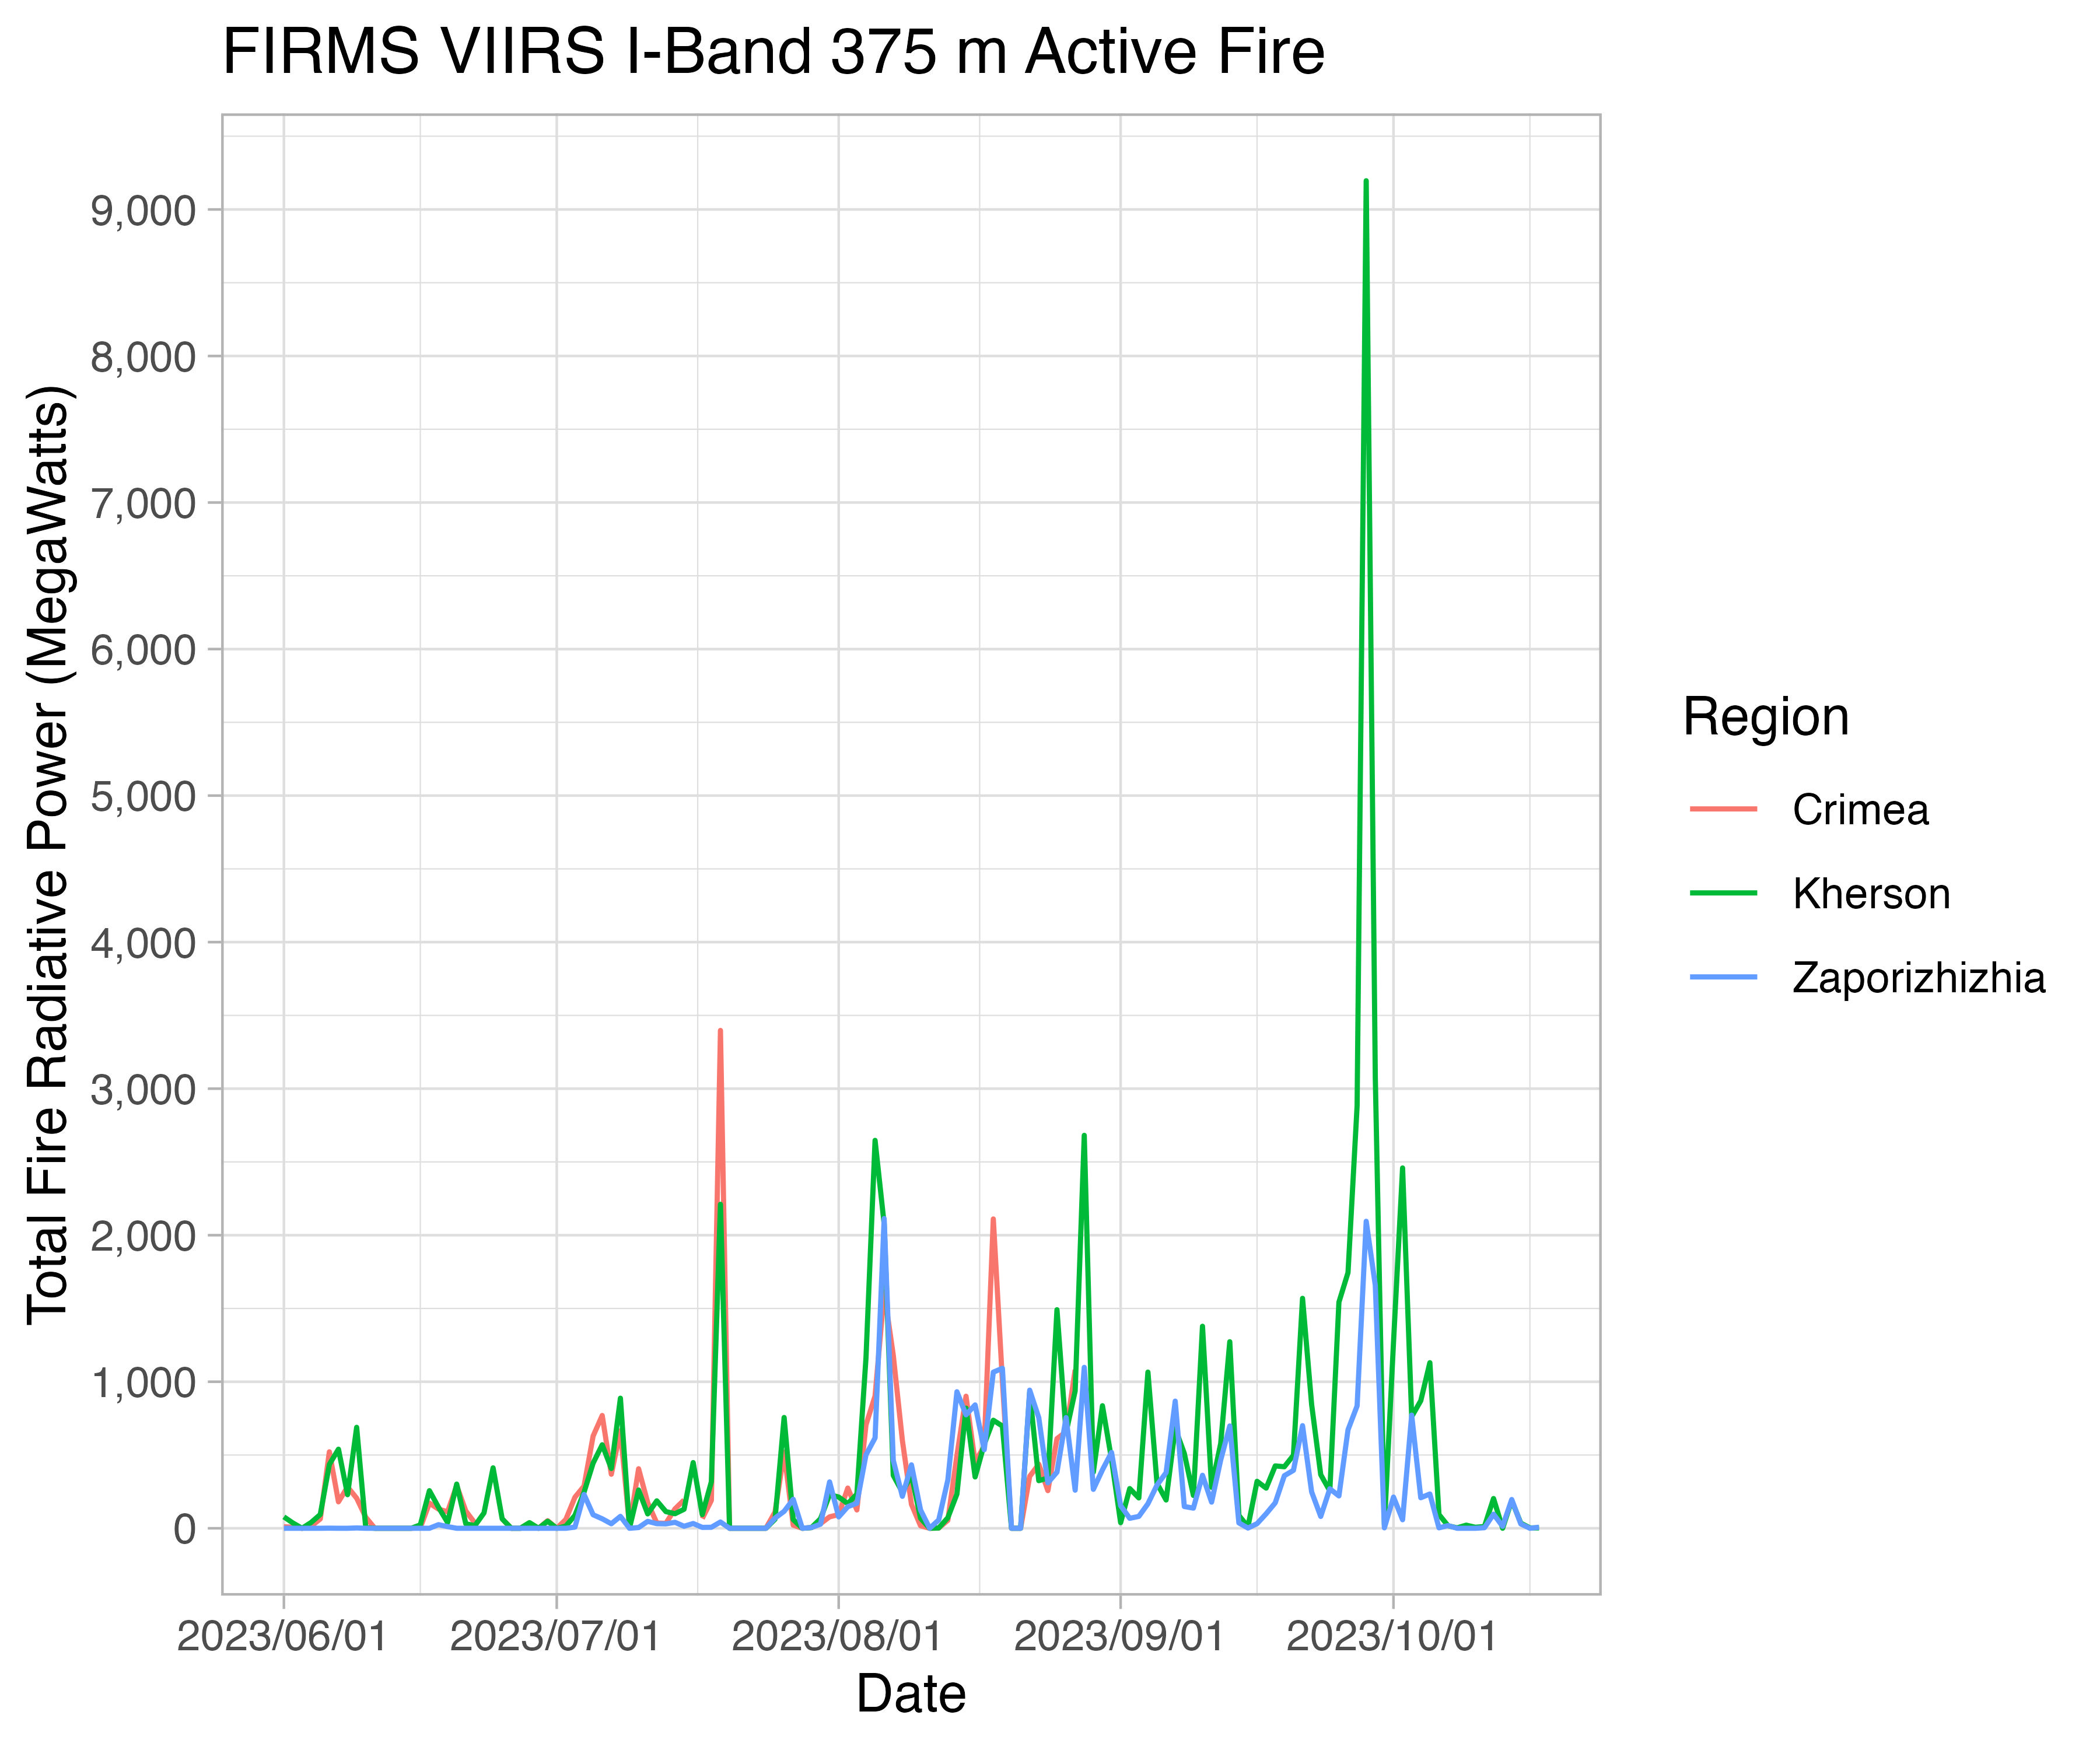 FIRMS VIIRS I-Band 375 m Active Fire
Total Fire Radiative Power (MegaWatts)
9,000
8,000
7,000
6,000
5,000
4,000
3,000
2,000
1,000
0
2023/06/01 2023/07/01 2023/08/01 2023/09/01 2023/10/01
Date
Region
Crimea
Kherson
Zaporizhizhia